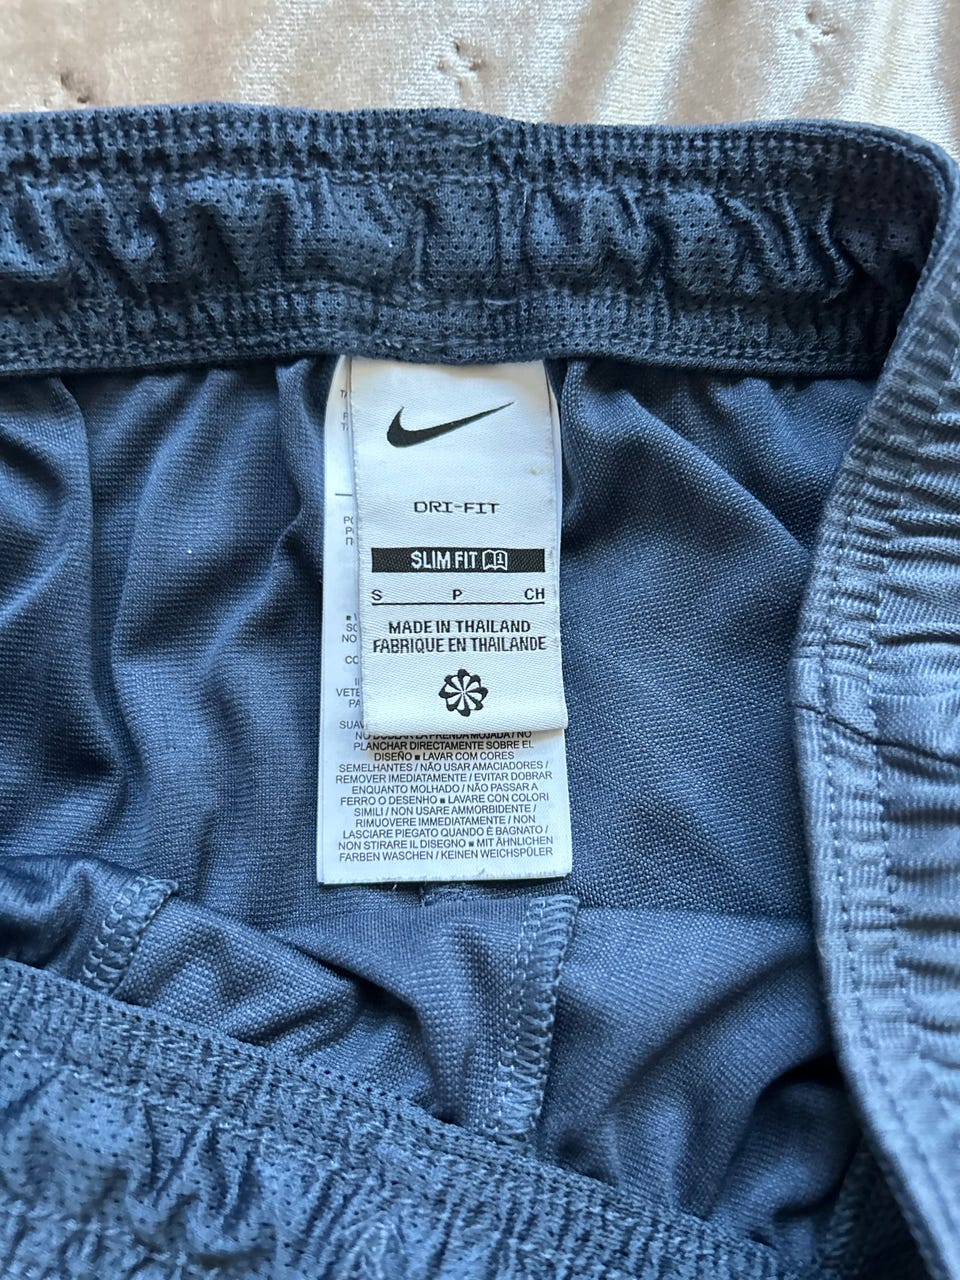 DRI-FIT
SLIM FIT
S P CH
MADE IN THAILAND
FABRIQUE EN THAILANDE
NO DOBLAR LA PRENDA MOJADA / NO
PLANCHAR DIRECTAMENTE SOBRE EL
DISEÑO ■ LAVAR COM CORES
SEMELHANTES / NÃO USAR AMACIADORES /
REMOVER IMEDIATAMENTE / EVITAR DOBRAR
ENQUANTO MOLHADO / NÃO PASSAR A
FERRO O DESENHO ■ LAVARE CON COLORI
SIMILI / NON USARE AMMORBIDENTE /
RIMUOVERE IMMEDIATAMENTE / NON
LASCIARE PIEGATO QUANDO È BAGNATO /
NON STIRARE IL DISEGNO ■ MIT ÄHNLICHEN
FARBEN WASCHEN / KEINEN WEICHSPÜLER